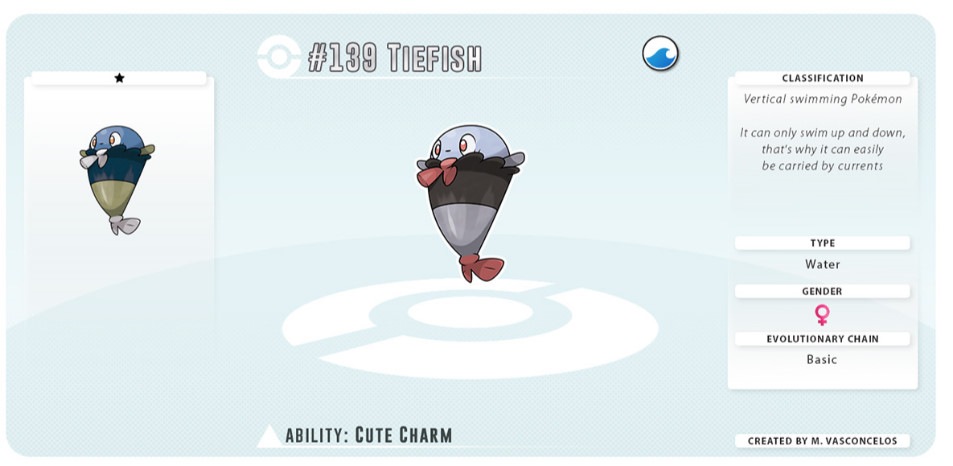 #139 Tiefish
★
CLASSIFICATION
Vertical swimming Pokémon
It can only swim up and down,
that's why it can easily
be carried by currents
TYPE
Water
GENDER
♀
EVOLUTIONARY CHAIN
Basic
ABILITY: CUTE CHARM
CREATED BY M. VASCONCELOS